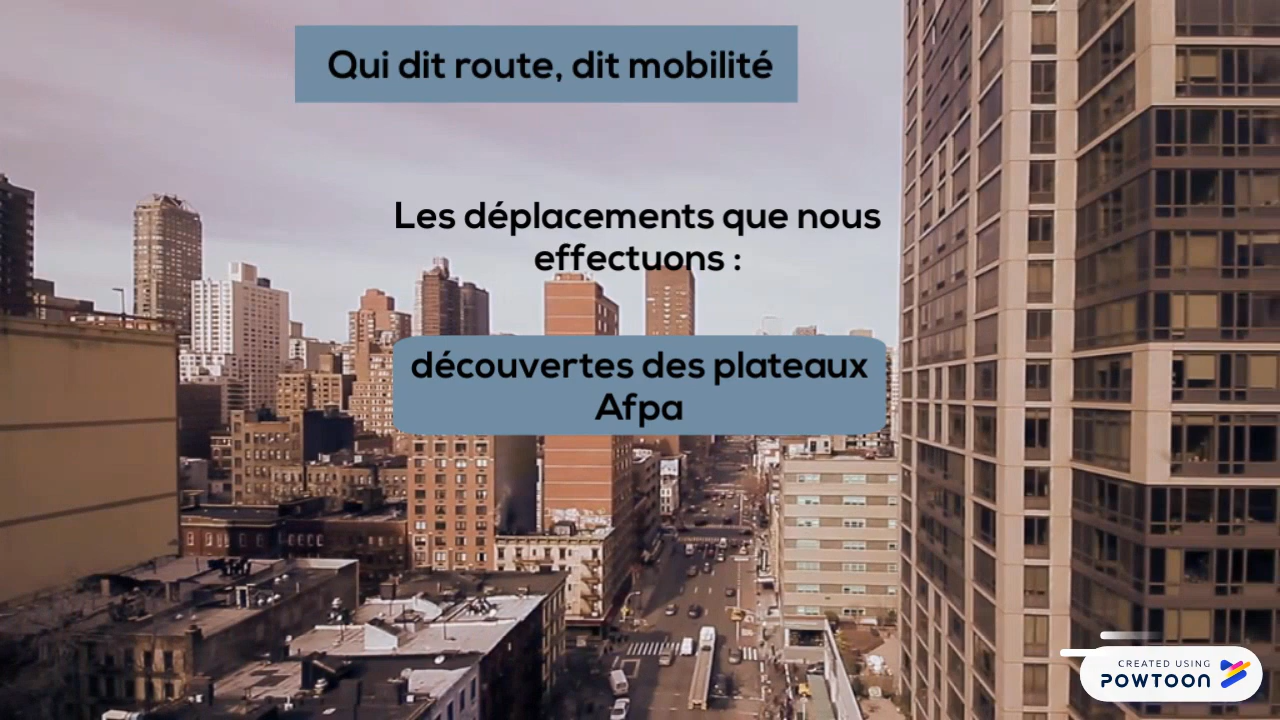 Qui dit route, dit mobilité
Les déplacements que nous
effectuons :
découvertes des plateaux
Afpa
CREATED USING
POWTOON